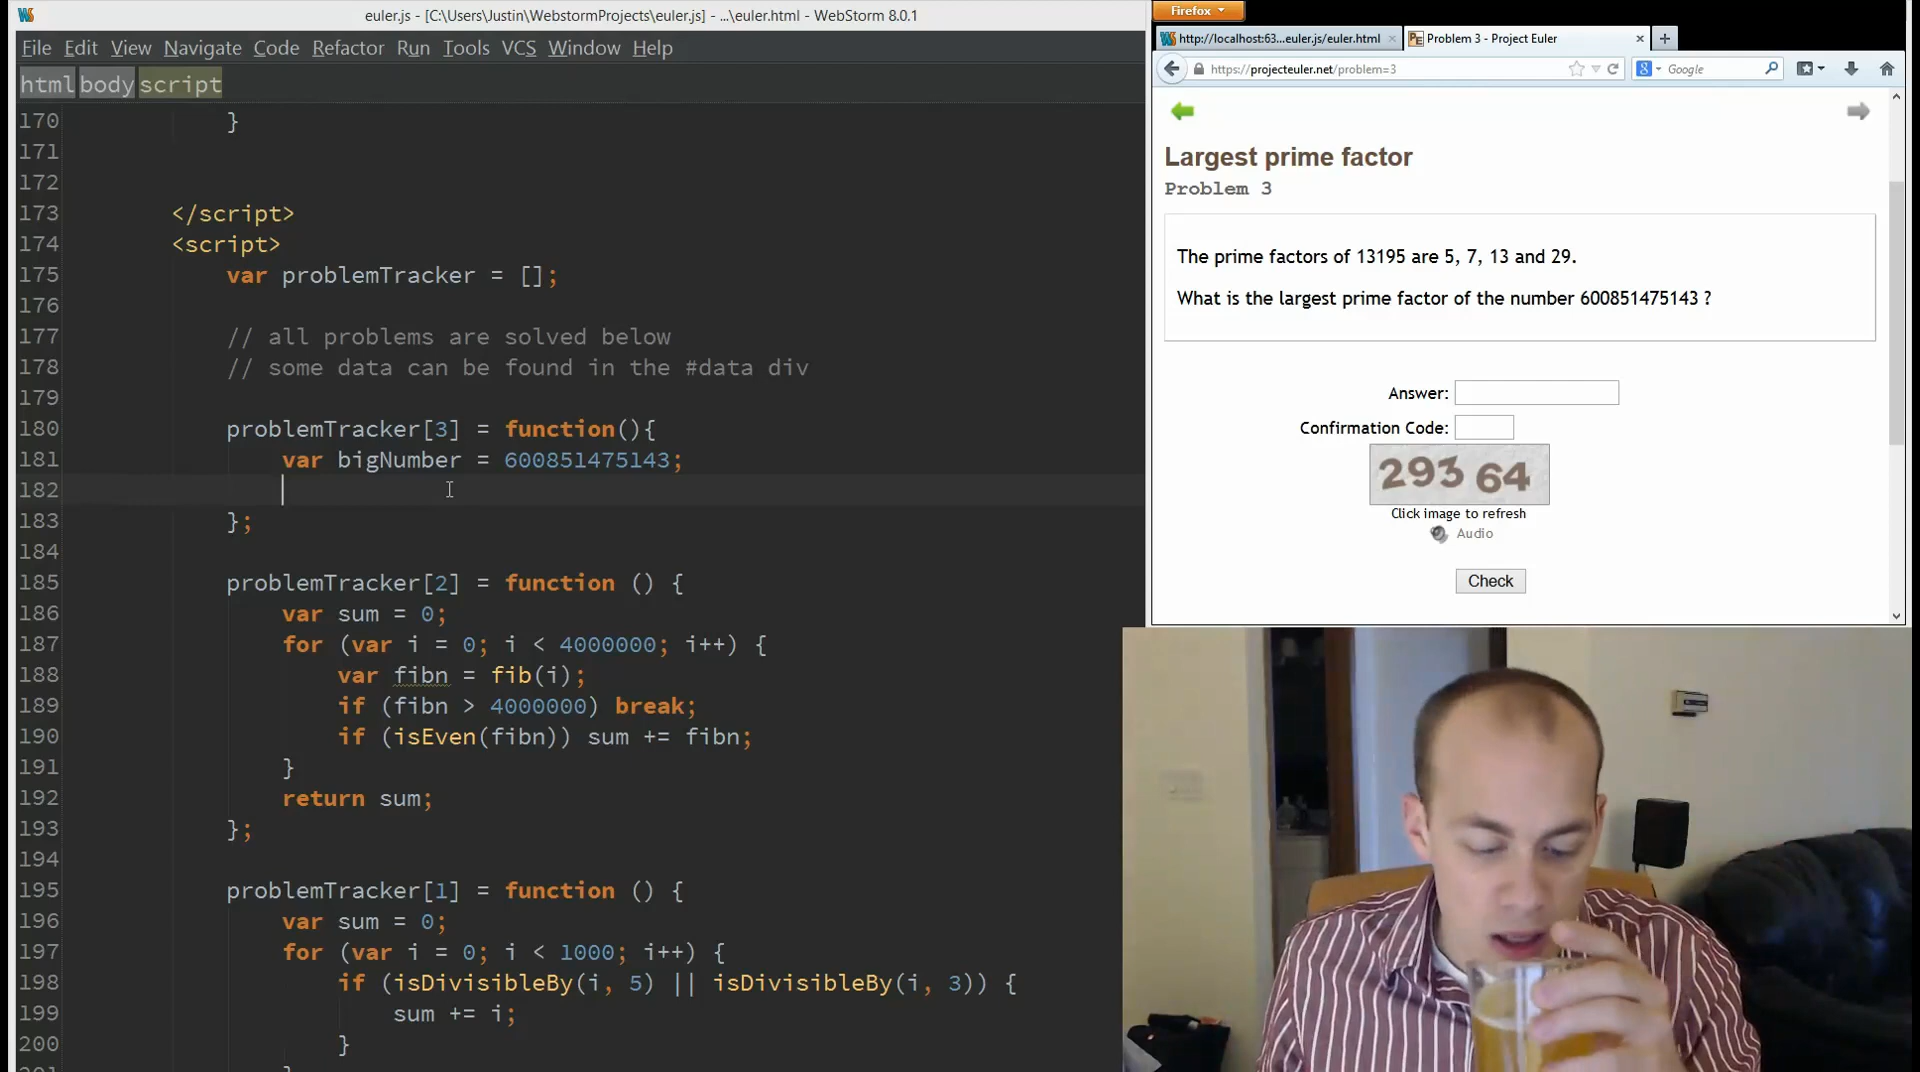 euler.js - [C:\Users\Justin\WebstormProjects\euler.js] - ...\euler.html - WebStorm 8.0.1
File Edit View Navigate Code Refactor Run Tools VCS Window Help
html body script
170 }
171
172
173 </script>
174 <script>
175 var problemTracker = [];
176
177 // all problems are solved below
178 // some data can be found in the #data div
179
180 problemTracker[3] = function(){
181 var bigNumber = 600851475143;
182
183 };
184
185 problemTracker[2] = function () {
186 var sum = 0;
187 for (var i = 0; i < 4000000; i++) {
188 var fibn = fib(i);
189 if (fibn > 4000000) break;
190 if (isEven(fibn)) sum += fibn;
191 }
192 return sum;
193 };
194
195 problemTracker[1] = function () {
196 var sum = 0;
197 for (var i = 0; i < 1000; i++) {
198 if (isDivisibleBy(i, 5) || isDivisibleBy(i, 3)) {
199 sum += i;
200 }
Firefox
http://localhost:63...euler.js/euler.html
Problem 3 - Project Euler
https://projecteuler.net/problem=3
Google
Largest prime factor
Problem 3
The prime factors of 13195 are 5, 7, 13 and 29.
What is the largest prime factor of the number 600851475143 ?
Answer:
Confirmation Code:
293 64
Click image to refresh
Audio
Check